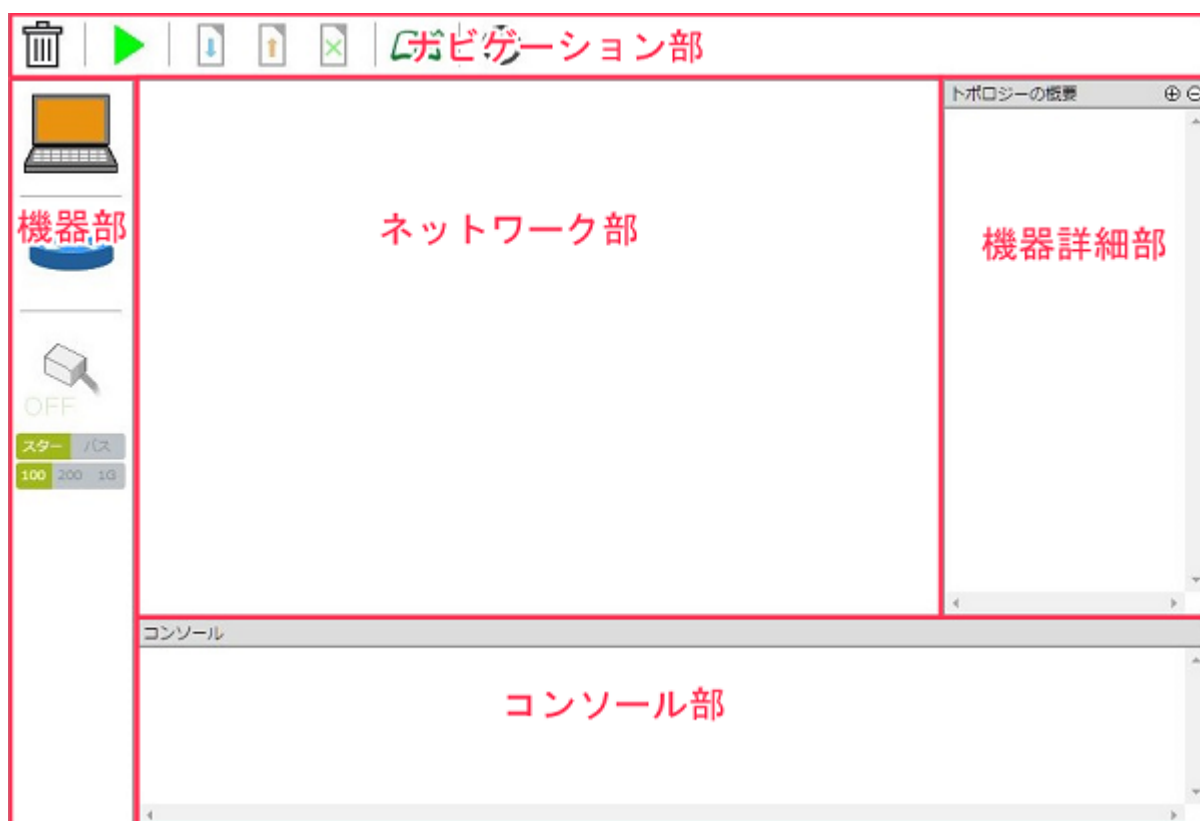 ナビゲーション部
トポロジーの概要
機器部
ネットワーク部
機器詳細部
OFF
スター バス
100 200 1G
コンソール
コンソール部